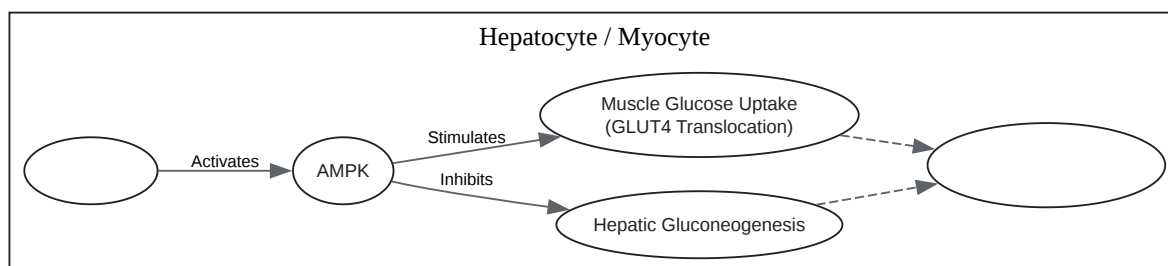 Hepatocyte / Myocyte
Activates
AMPK
Stimulates
Inhibits
Muscle Glucose Uptake
(GLUT4 Translocation)
Hepatic Gluconeogenesis